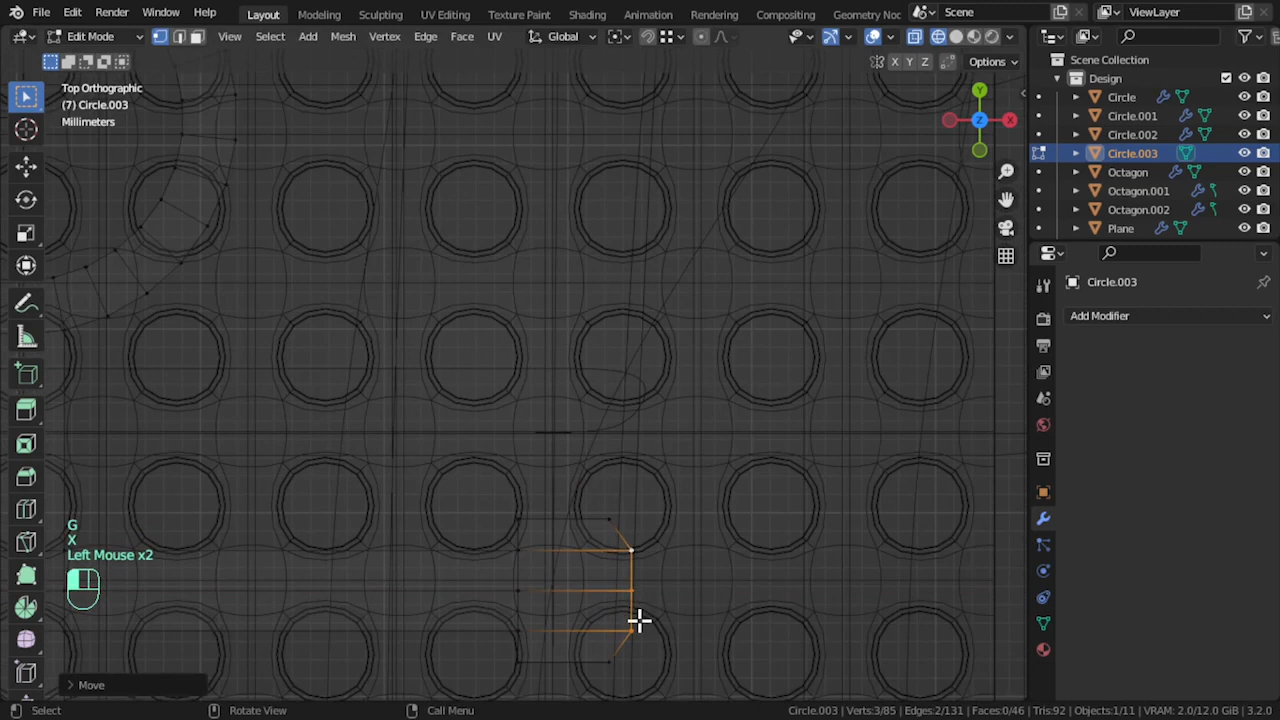 File Edit Render Window Help Layout Modeling Sculpting UV Editing Texture Paint Shading Animation Rendering Compositing Geometry Noc Scene ViewLayer
Edit Mode View Select Add Mesh Vertex Edge Face UV Global
X Y Z Options
Top Orthographic
(7) Circle.003
Millimeters
Y
Z
X
G
X
Left Mouse x2
Move
Scene Collection
Design
Circle
Circle.001
Circle.002
Circle.003
Octagon
Octagon.001
Octagon.002
Plane
Circle.003
Add Modifier
Select Rotate View Call Menu Circle.003 | Verts:3/85 | Edges:2/131 | Faces:0/46 | Tris:92 | Objects:1/11 | VRAM: 2.0/12.0 GiB | 3.2.0